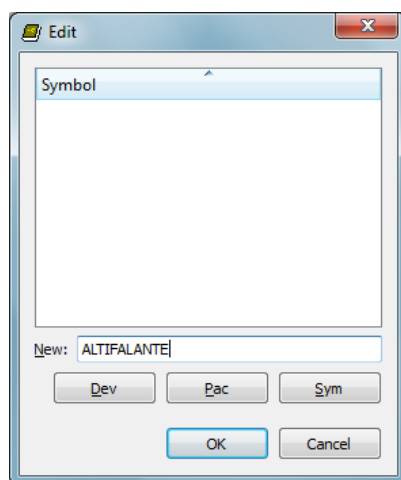 Edit
Symbol
New: ALTIFALANTE
Dev Pac Sym
OK Cancel